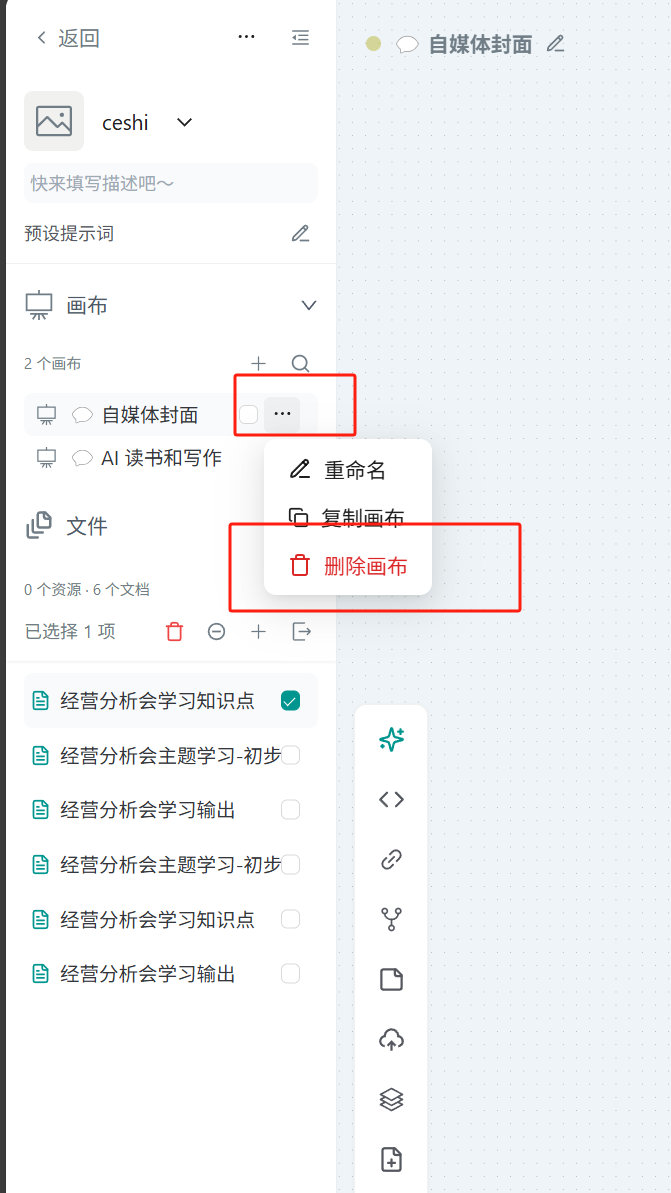 返回
自媒体封面
ceshi
快来填写描述吧～
预设提示词
画布
2 个画布
自媒体封面
AI 读书和写作
重命名
复制画布
删除画布
文件
0 个资源 · 6 个文档
已选择 1 项
经营分析会学习知识点
经营分析会主题学习-初步
经营分析会学习输出
经营分析会主题学习-初步
经营分析会学习知识点
经营分析会学习输出